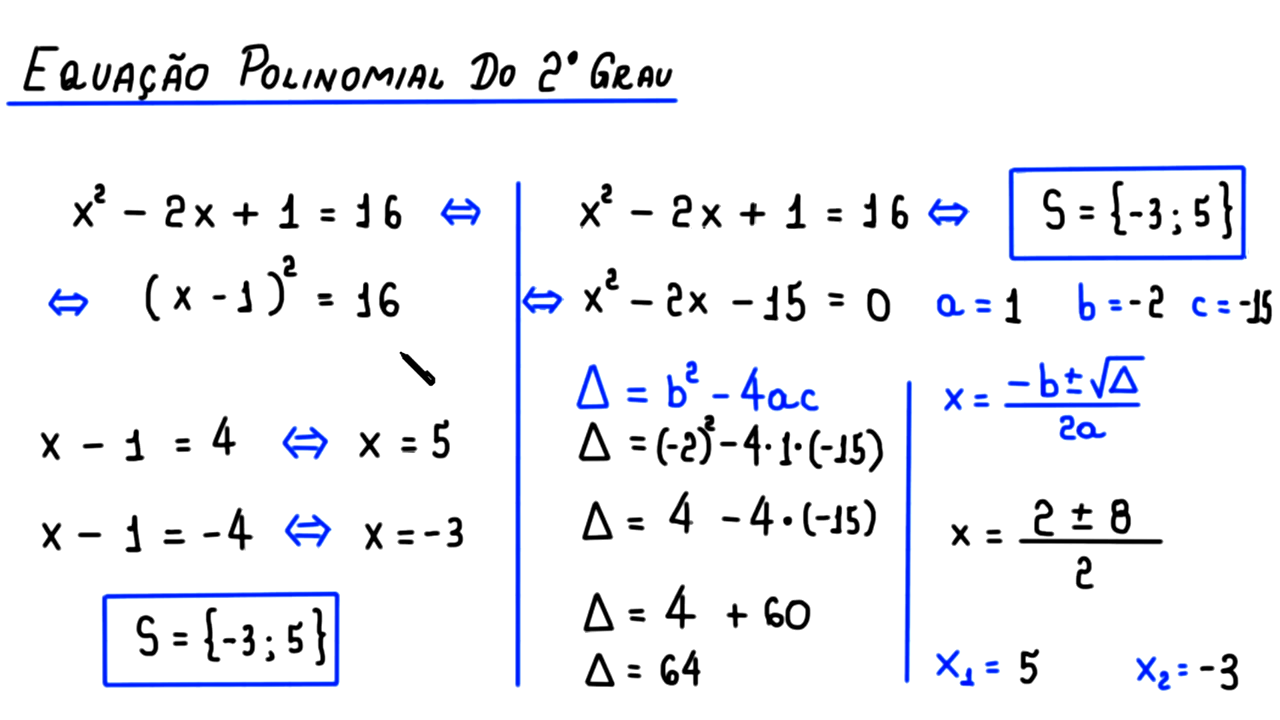 EQUAÇÃO POLINOMIAL DO 2° GRAU
x² - 2x + 1 = 16 ⇔
⇔ (x - 1)² = 16
x - 1 = 4 ⇔ x = 5
x - 1 = -4 ⇔ x = -3
S = {-3; 5}
x² - 2x + 1 = 16 ⇔ S = {-3; 5}
⇔ x² - 2x - 15 = 0 a = 1 b = -2 c = -15
Δ = b² - 4ac
Δ = (-2)² - 4·1·(-15)
Δ = 4 - 4·(-15)
Δ = 4 + 60
Δ = 64
x = (-b ± √Δ) / 2a
x = (2 ± 8) / 2
x₁ = 5 x₂ = -3